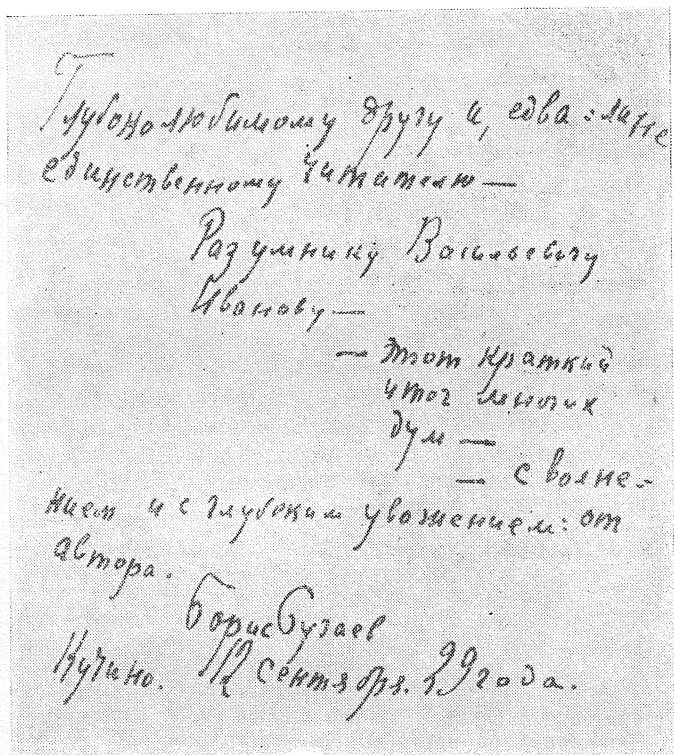 Глубоколюбимому другу и, едва-ли не
единственному читателю —
Разумнику Васильевичу
Иванову —
— этот краткий
итог многих
дум —
— с волне-
нием и с глубоким уважением: от
автора.
Борис Бугаев
Кучино. 12 сентября. 29 года.